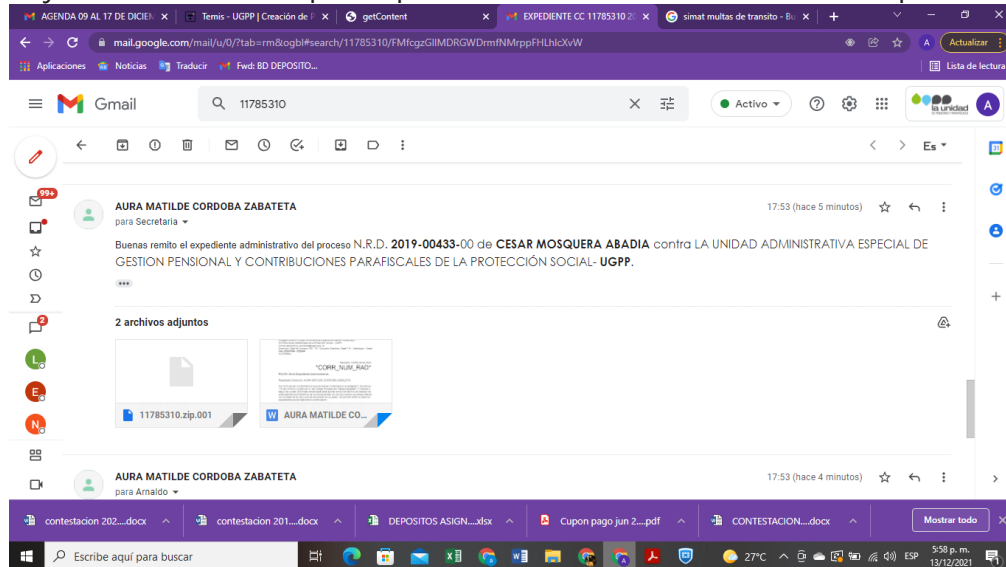 AGENDA 09 AL 17 DE DICIEN
Temis - UGPP | Creación de P
getContent
EXPEDIENTE CC 11785310 20
simat multas de transito - Bu
mail.google.com/mail/u/0/?tab=rm&ogbl#search/11785310/FMfcgzGllMDRGWDrmfNMrppFHLhlcXvW
Actualizar
Aplicaciones
Noticias
Traducir
Fwd: BD DEPOSITO...
Lista de lectura
Gmail
11785310
Activo
la unidad
A
Es
99+
AURA MATILDE CORDOBA ZABATETA
17:53 (hace 5 minutos)
para Secretaria
Buenas remito el expediente administrativo del proceso N.R.D. 2019-00433-00 de CESAR MOSQUERA ABADIA contra LA UNIDAD ADMINISTRATIVA ESPECIAL DE
GESTION PENSIONAL Y CONTRIBUCIONES PARAFISCALES DE LA PROTECCIÓN SOCIAL- UGPP.
2 archivos adjuntos
2
L
E
N
"CORR_NUM_RAD"
11785310.zip.001
W AURA MATILDE CO...
AURA MATILDE CORDOBA ZABATETA
17:53 (hace 4 minutos)
para Arnaldo
contestacion 202....docx
contestacion 201....docx
DEPOSITOS ASIGN....xlsx
Cupon pago jun 2....pdf
CONTESTACION....docx
Mostrar todo
Escribe aquí para buscar
27°C
ESP
5:58 p. m.
13/12/2021